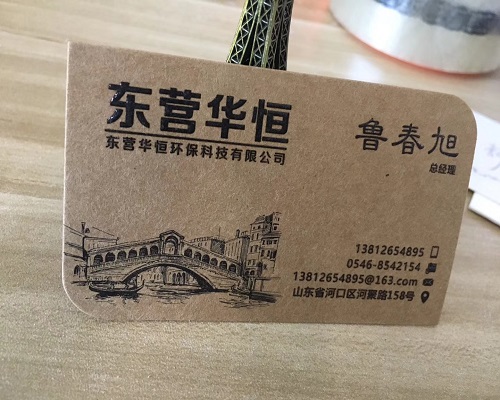 东营华恒
东营华恒环保科技有限公司
鲁春旭
总经理
13812654895
0546-8542154
13812654895@163.com
山东省河口区河蒙路158号